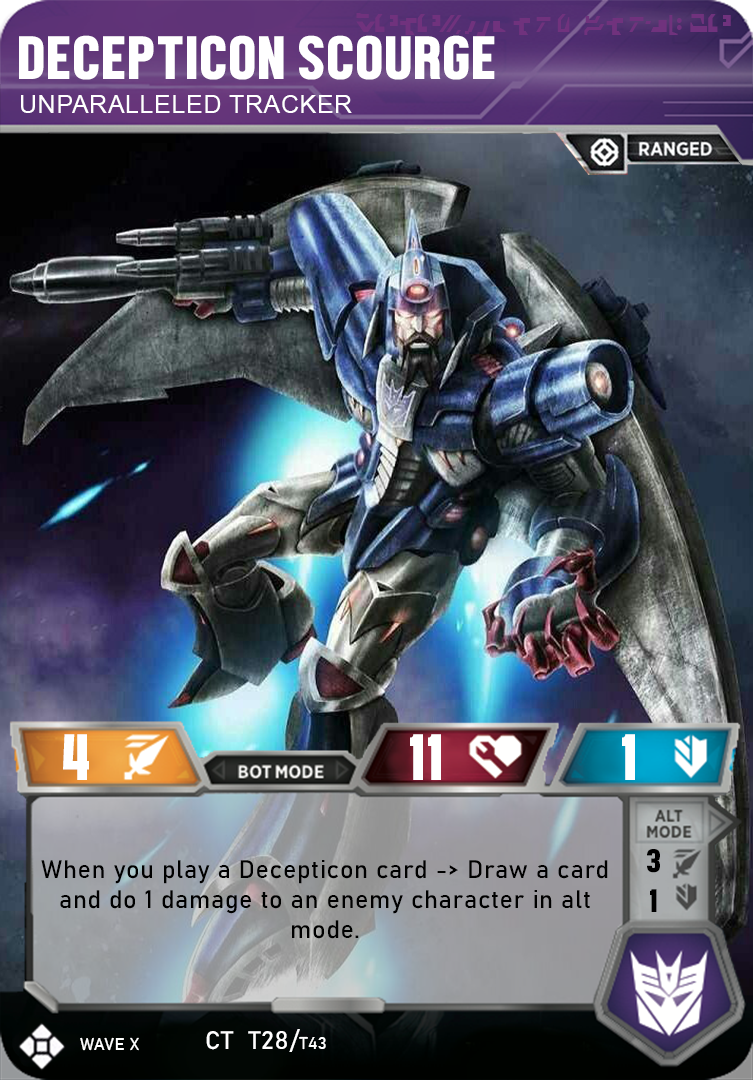 DECEPTICON SCOURGE
UNPARALLELED TRACKER
RANGED
4
BOT MODE
11
1
ALT
MODE
3
1
When you play a Decepticon card -> Draw a card
and do 1 damage to an enemy character in alt
mode.
WAVE X
CT T28/T43